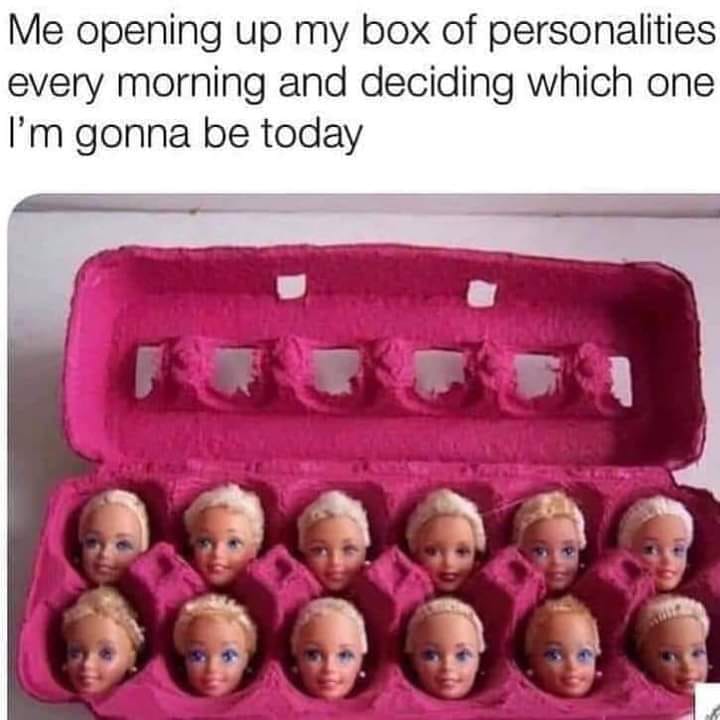 Me opening up my box of personalities
every morning and deciding which one
I'm gonna be today